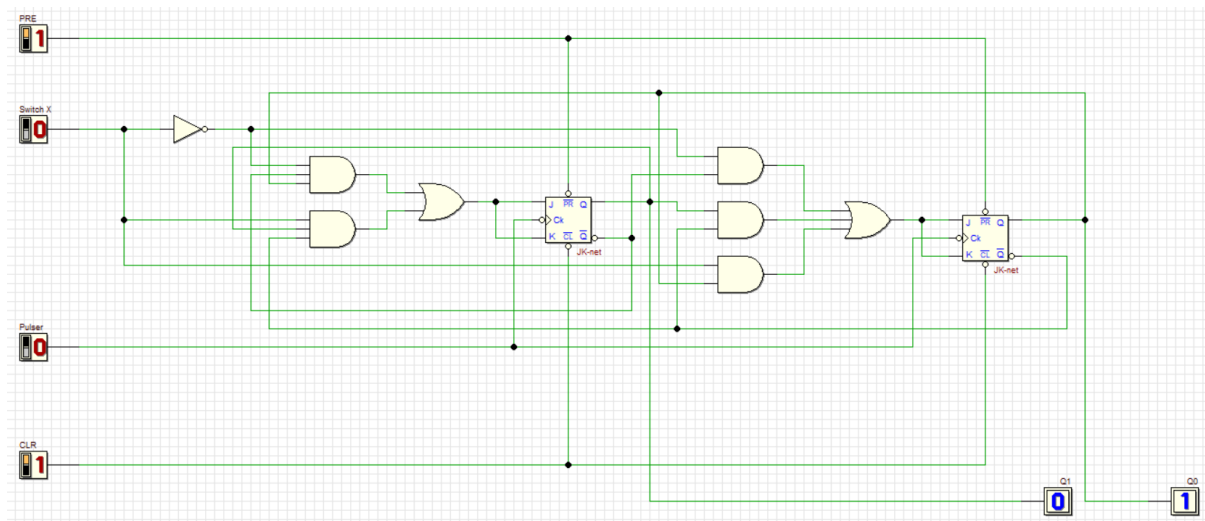 PRE
1
Switch X
0
J PR Q
Ck
K CL Q
JK-net
J PR Q
Ck
K CL Q
JK-net
Pulser
0
CLR
1
Q1
0
Q0
1